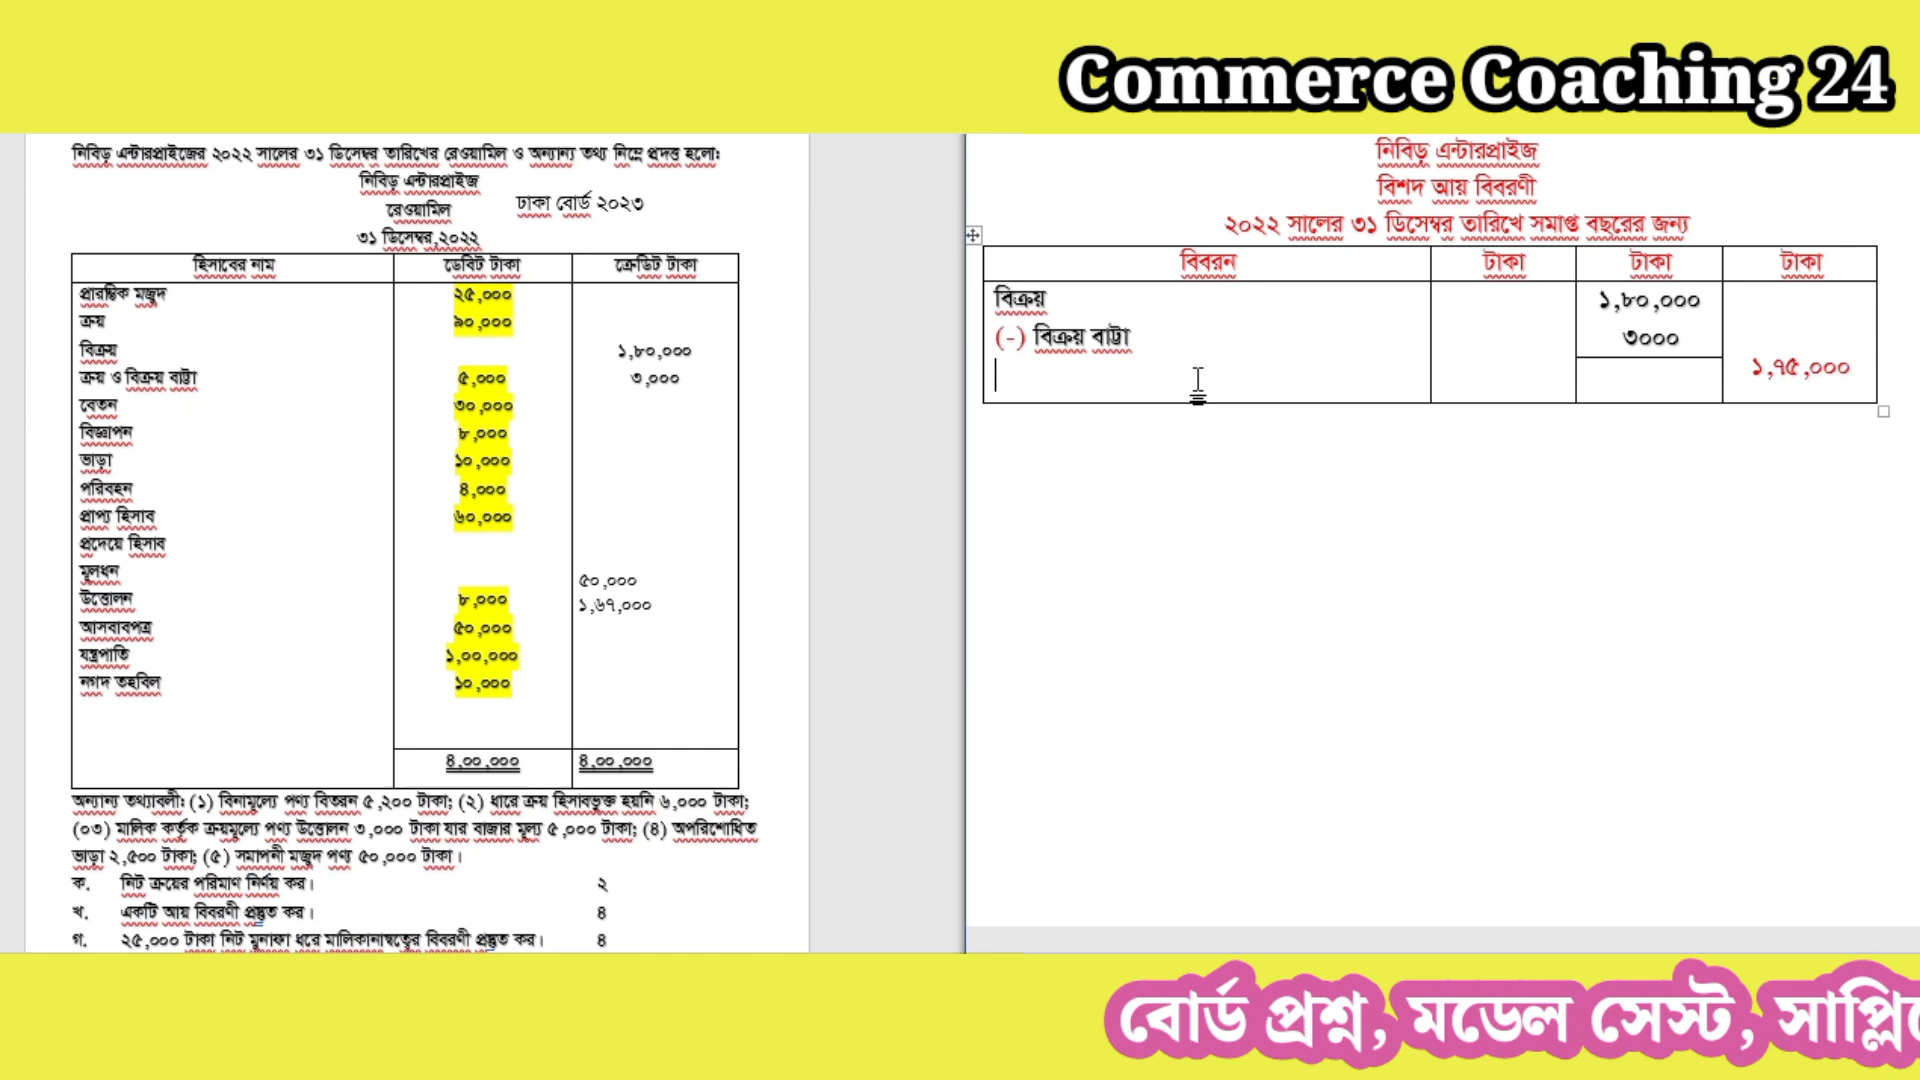 Commerce Coaching 24
নিবিড় এন্টারপ্রাইজের ২০২২ সালের ৩১ ডিসেম্বর তারিখের রেওয়ামিল ও অন্যান্য তথ্য নিম্নে প্রদত্ত হলো:
নিবিড় এন্টারপ্রাইজ
রেওয়ামিল
ঢাকা বোর্ড ২০২৩
৩১ ডিসেম্বর,২০২২
হিসাবের নাম ডেবিট টাকা ক্রেডিট টাকা
প্রারম্ভিক মজুদ ২৫,০০০
ক্রয় ৯০,০০০
বিক্রয় ১,৮০,০০০
ক্রয় ও বিক্রয় বাট্টা ৫,০০০ ৩,০০০
বেতন ৩০,০০০
বিজ্ঞাপন ৮,০০০
ভাড়া ১০,০০০
পরিবহন ৪,০০০
প্রাপ্য হিসাব ৬০,০০০
প্রদেয়ে হিসাব
মূলধন ৫০,০০০
উত্তোলন ৮,০০০ ১,৬৭,০০০
আসবাবপত্র ৫০,০০০
যন্ত্রপাতি ১,০০,০০০
নগদ তহবিল ১০,০০০
৪,০০,০০০ ৪,০০,০০০
অন্যান্য তথ্যাবলী: (১) বিনামূল্যে পণ্য বিতরন ৫,২০০ টাকা; (২) ধারে ক্রয় হিসাবভুক্ত হয়নি ৬,০০০ টাকা;
(০৩) মালিক কর্তৃক ক্রয়মূল্যে পণ্য উত্তোলন ৩,০০০ টাকা যার বাজার মূল্য ৫,০০০ টাকা; (৪) অপরিশোধিত
ভাড়া ২,৫০০ টাকা; (৫) সমাপনী মজুদ পণ্য ৫০,০০০ টাকা।
ক. নিট ক্রয়ের পরিমাণ নির্ণয় কর। ২
খ. একটি আয় বিবরণী প্রস্তুত কর। ৪
গ. ২৫,০০০ টাকা নিট মুনাফা ধরে মালিকানাস্বত্বের বিবরণী প্রস্তুত কর। ৪
নিবিড় এন্টারপ্রাইজ
বিশদ আয় বিবরণী
২০২২ সালের ৩১ ডিসেম্বর তারিখে সমাপ্ত বছরের জন্য
বিবরন টাকা টাকা টাকা
বিক্রয় ১,৮০,০০০
(-) বিক্রয় বাট্টা ৩০০০
১,৭৫,০০০
বোর্ড প্রশ্ন, মডেল সেস্ট,